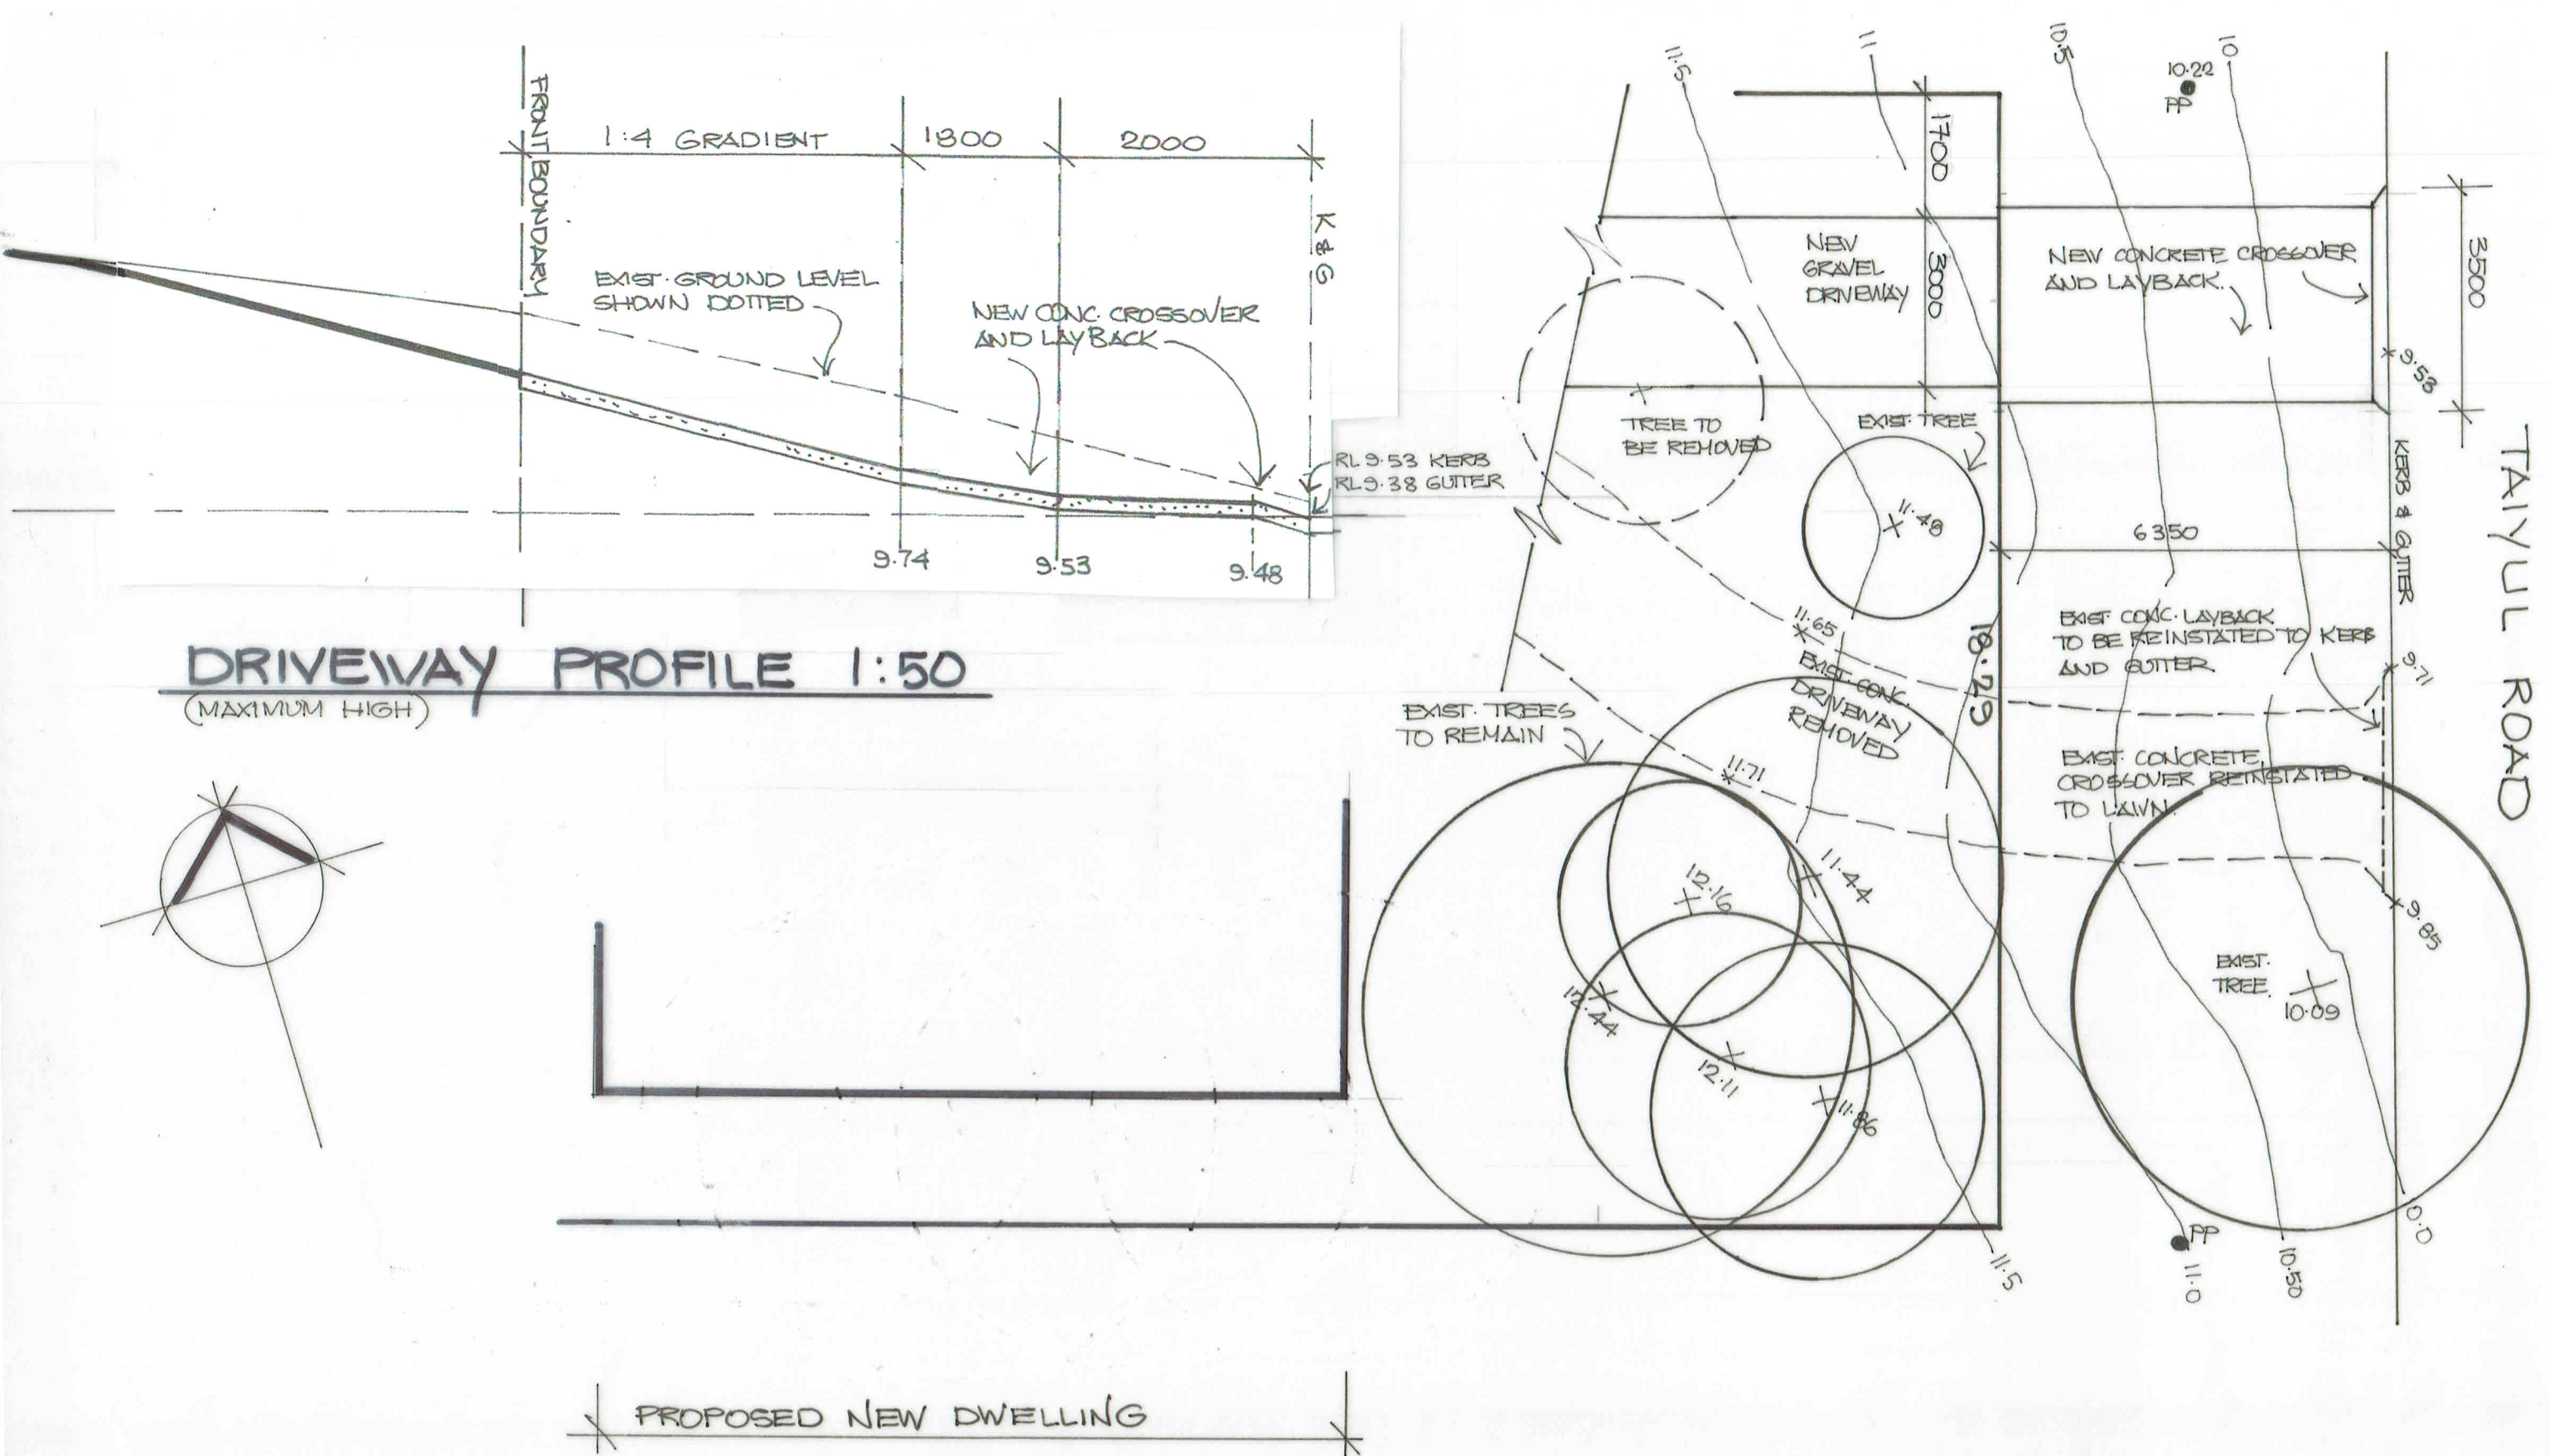 FRONT BOUNDARY
1:4 GRADIENT
1800
2000
K & G
EXIST. GROUND LEVEL
SHOWN DOTTED
NEW CONC. CROSSOVER
AND LAYBACK
RL 9.53 KERB
RL 9.38 GUTTER
9.74
9.53
9.48
DRIVEWAY PROFILE 1:50
(MAXIMUM HIGH)
PROPOSED NEW DWELLING
11.5
11
10.5
10.22
PP
10
1700
3000
3500
NEW
GRAVEL
DRIVEWAY
NEW CONCRETE CROSSOVER
AND LAYBACK.
9.53
TREE TO
BE REMOVED
EXIST. TREE
11.48
KERB & GUTTER
TAIYUL ROAD
6350
18.29
11.65
EXIST. CONC.
DRIVEWAY
REMOVED
EXIST. CONC. LAYBACK
TO BE REINSTATED TO KERB
AND GUTTER
9.71
EXIST. TREES
TO REMAIN
11.71
EXIST. CONCRETE
CROSSOVER REINSTATED
TO LAWN.
11.44
12.16
9.85
12.44
12.11
11.86
EXIST.
TREE.
10.09
PP
11.5
11.0
10.50
0.0